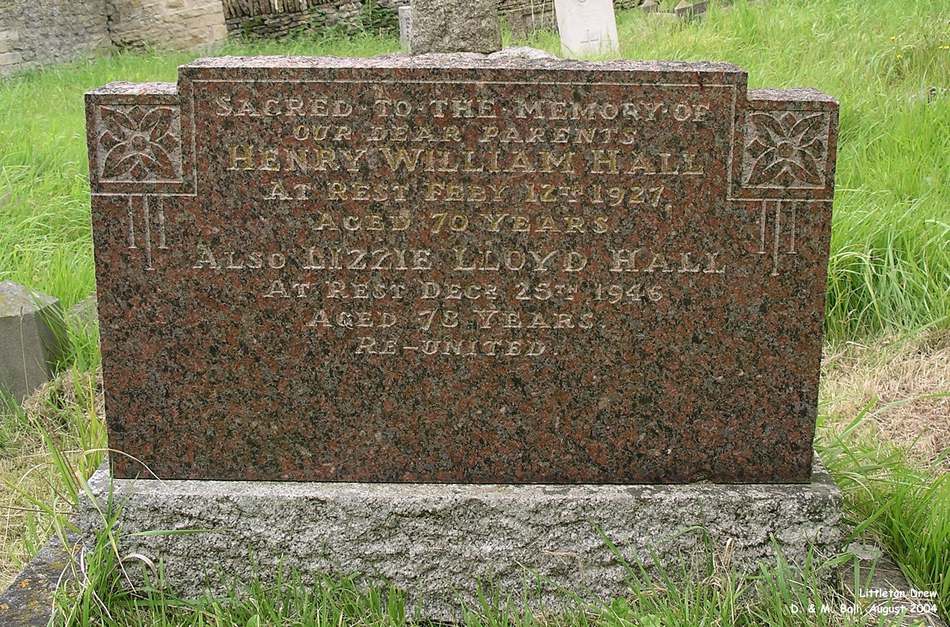 SACRED TO THE MEMORY OF
OUR DEAR PARENTS
HENRY WILLIAM HALL
AT REST FEBY 12TH 1927,
AGED 70 YEARS.
ALSO LIZZIE LLOYD HALL
AT REST DECR 25TH 1946
AGED 78 YEARS.
RE-UNITED.
Littleton Drew
D. & M. Ball, August 2004